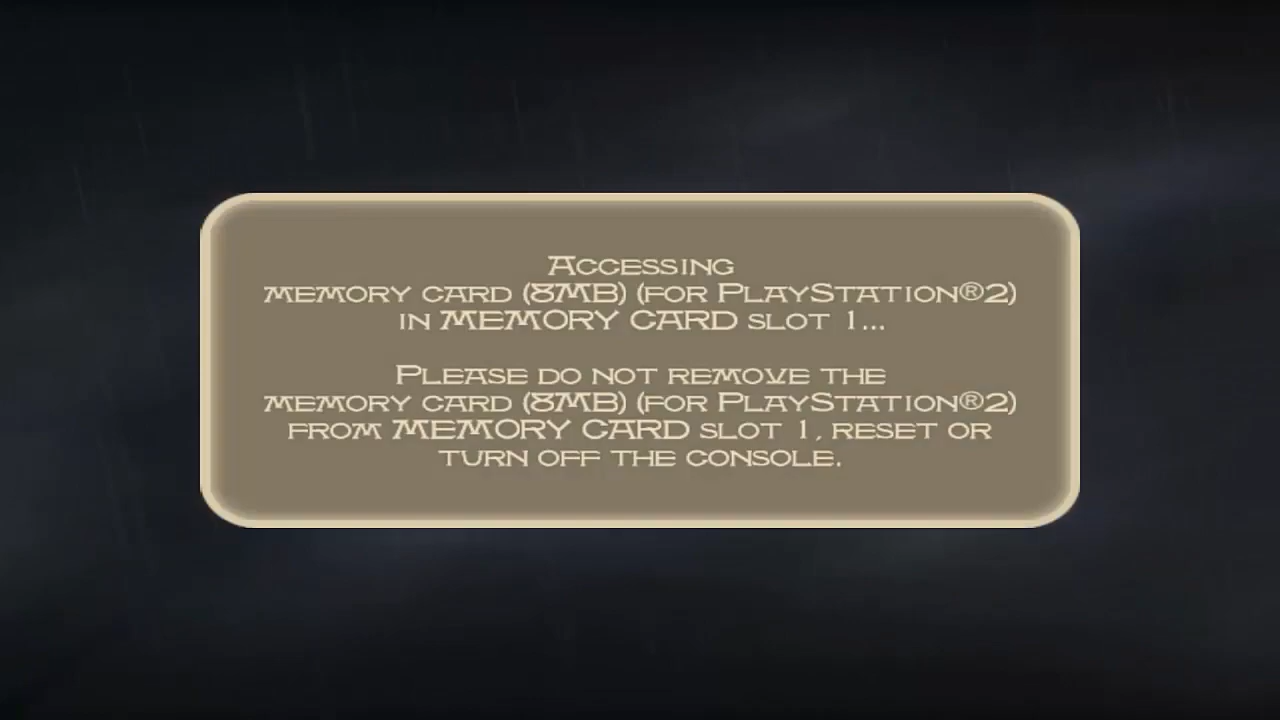 Accessing
memory card (8MB) (for PlayStation®2)
in MEMORY CARD slot 1...
Please do not remove the
memory card (8MB) (for PlayStation®2)
from MEMORY CARD slot 1, reset or
turn off the console.